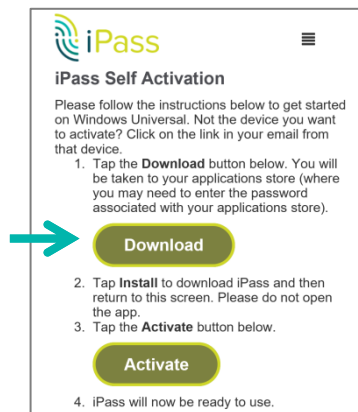 iPass
iPass Self Activation
Please follow the instructions below to get started
on Windows Universal. Not the device you want
to activate? Click on the link in your email from
that device.
1. Tap the Download button below. You will
be taken to your applications store (where
you may need to enter the password
associated with your applications store).
Download
2. Tap Install to download iPass and then
return to this screen. Please do not open
the app.
3. Tap the Activate button below.
Activate
4. iPass will now be ready to use.